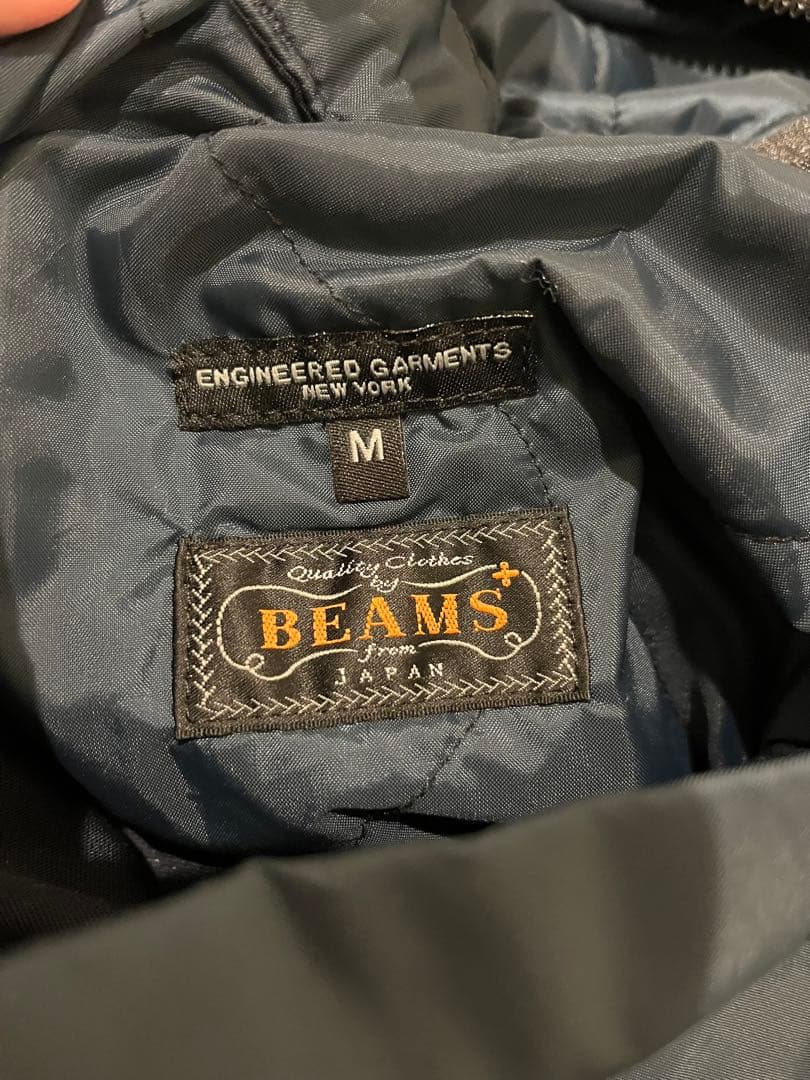 ENGINEERED GARMENTS
NEW YORK
M
Quality Clothes
by
BEAMS+
from
JAPAN